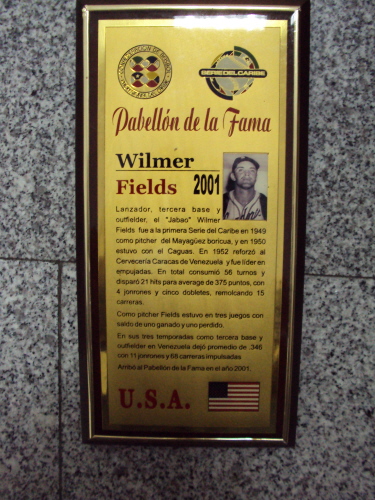 SERIE DEL CARIBE
Pabellón de la Fama
Wilmer
Fields 2001
Lanzador, tercera base y
outfielder, el "Jabao" Wilmer
Fields fue a la primera Serie del Caribe en 1949
como pitcher del Mayagüez boricua, y en 1950
estuvo con el Caguas. En 1952 reforzó al
Cervecería Caracas de Venezuela y fue líder en
empujadas. En total consumió 56 turnos y
disparó 21 hits para average de 375 puntos, con
4 jonrones y cinco dobletes, remolcando 15
carreras.
Como pitcher Fields estuvo en tres juegos con
saldo de uno ganado y uno perdido.
En sus tres temporadas como tercera base y
outfielder en Venezuela dejó promedio de .346
con 11 jonrones y 68 carreras impulsadas
Arribó al Pabellón de la Fama en el año 2001.
U.S.A.